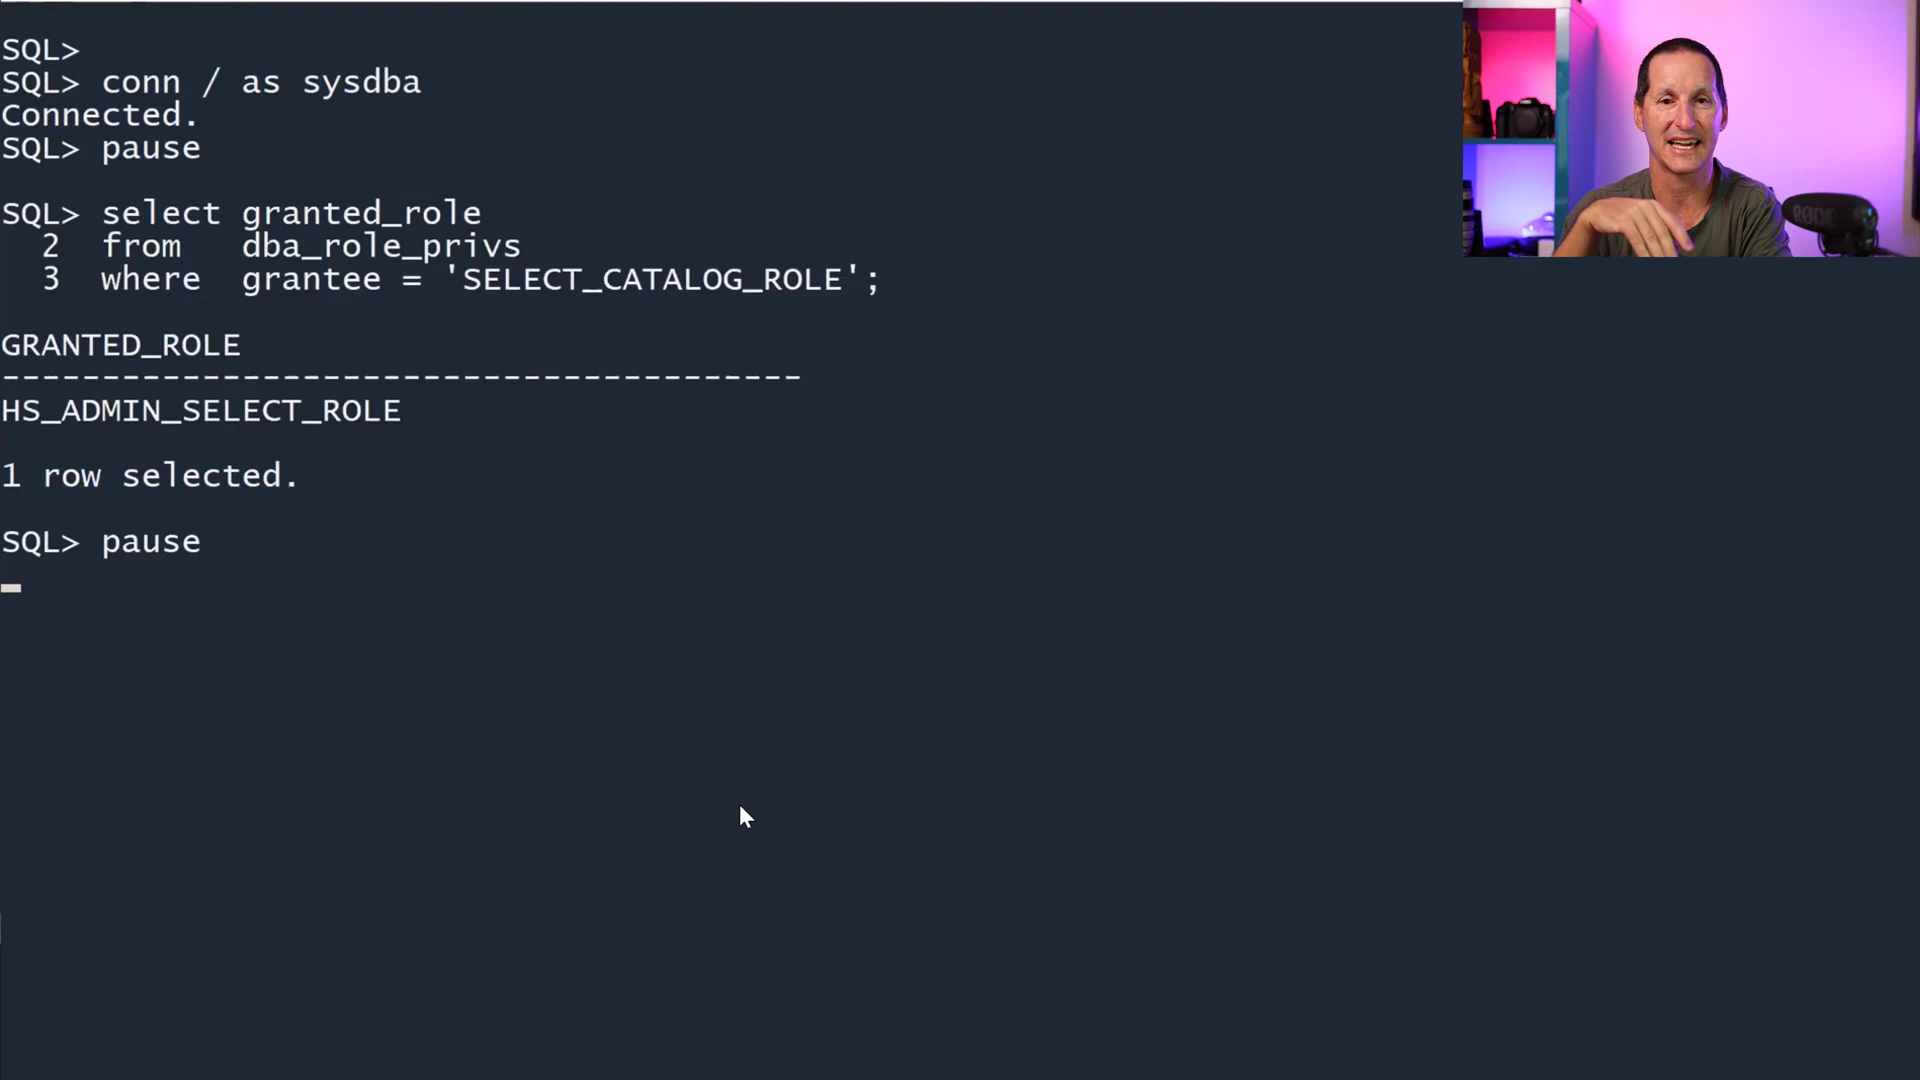 SQL>
SQL> conn / as sysdba
Connected.
SQL> pause
SQL> select granted_role
2 from dba_role_privs
3 where grantee = 'SELECT_CATALOG_ROLE';
GRANTED_ROLE
----------------------------------------
HS_ADMIN_SELECT_ROLE
1 row selected.
SQL> pause
RØDE